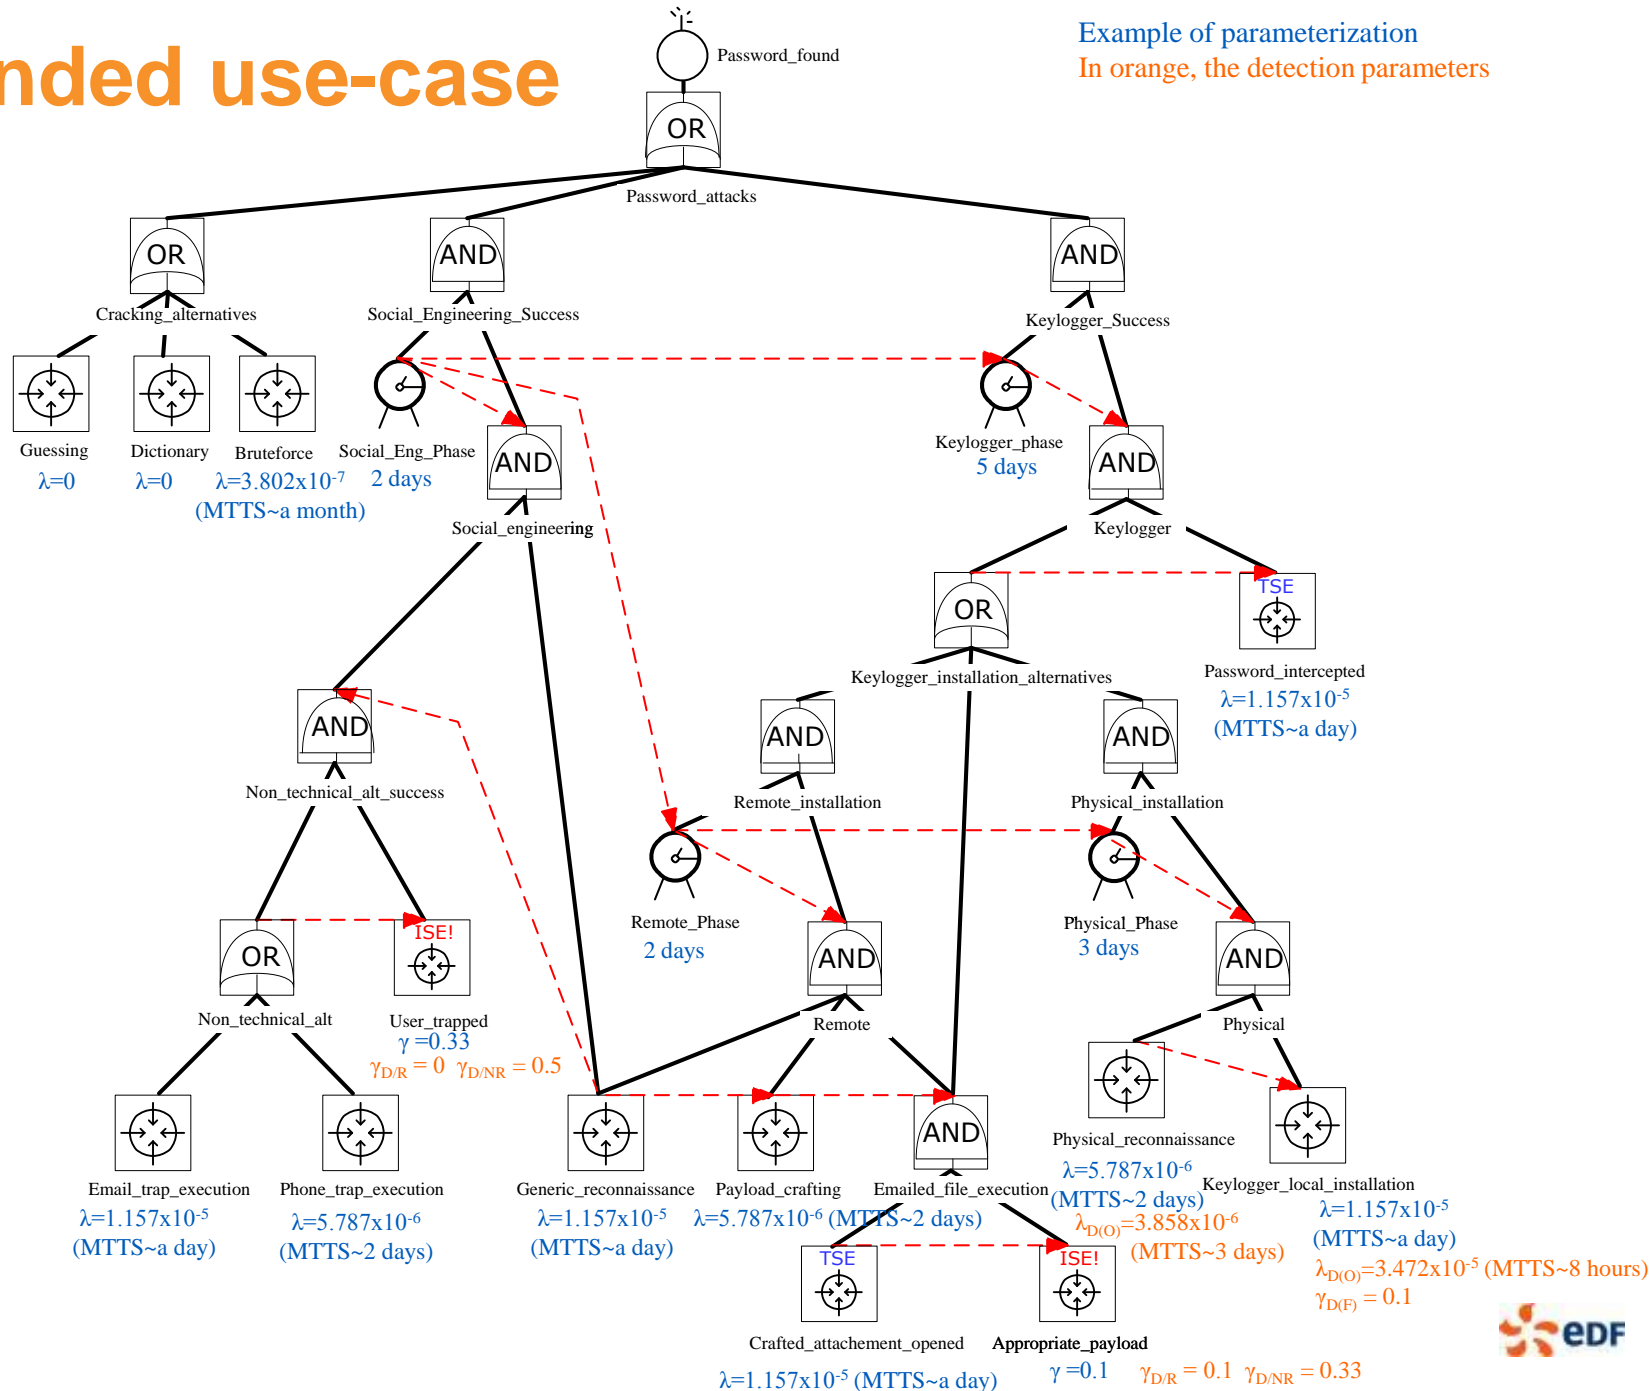 nded use-case
Example of parameterization
In orange, the detection parameters
Password_found
OR
Password_attacks
OR
AND
AND
Cracking_alternatives
Social_Engineering_Success
Keylogger_Success
Guessing
λ=0
Dictionary
λ=0
Bruteforce
λ=3.802x10⁻⁷
(MTTS~a month)
Social_Eng_Phase
2 days
AND
Social_engineering
Keylogger_phase
5 days
AND
Keylogger
OR
Keylogger_installation_alternatives
TSE
Password_intercepted
λ=1.157x10⁻⁵
(MTTS~a day)
AND
Non_technical_alt_success
AND
Remote_installation
AND
Physical_installation
OR
Non_technical_alt
ISE!
User_trapped
γ =0.33
γD/R = 0 γD/NR = 0.5
Remote_Phase
2 days
AND
Remote
Physical_Phase
3 days
AND
Physical
Email_trap_execution
λ=1.157x10⁻⁵
(MTTS~a day)
Phone_trap_execution
λ=5.787x10⁻⁶
(MTTS~2 days)
Generic_reconnaissance
λ=1.157x10⁻⁵
(MTTS~a day)
Payload_crafting
λ=5.787x10⁻⁶ (MTTS~2 days)
AND
Emailed_file_execution
Physical_reconnaissance
λ=5.787x10⁻⁶
(MTTS~2 days)
λD(O)=3.858x10⁻⁶
(MTTS~3 days)
Keylogger_local_installation
λ=1.157x10⁻⁵
(MTTS~a day)
λD(O)=3.472x10⁻⁵ (MTTS~8 hours)
γD(F) = 0.1
TSE
Crafted_attachement_opened
λ=1.157x10⁻⁵ (MTTS~a day)
ISE!
Appropriate_payload
γ =0.1 γD/R = 0.1 γD/NR = 0.33
eDF